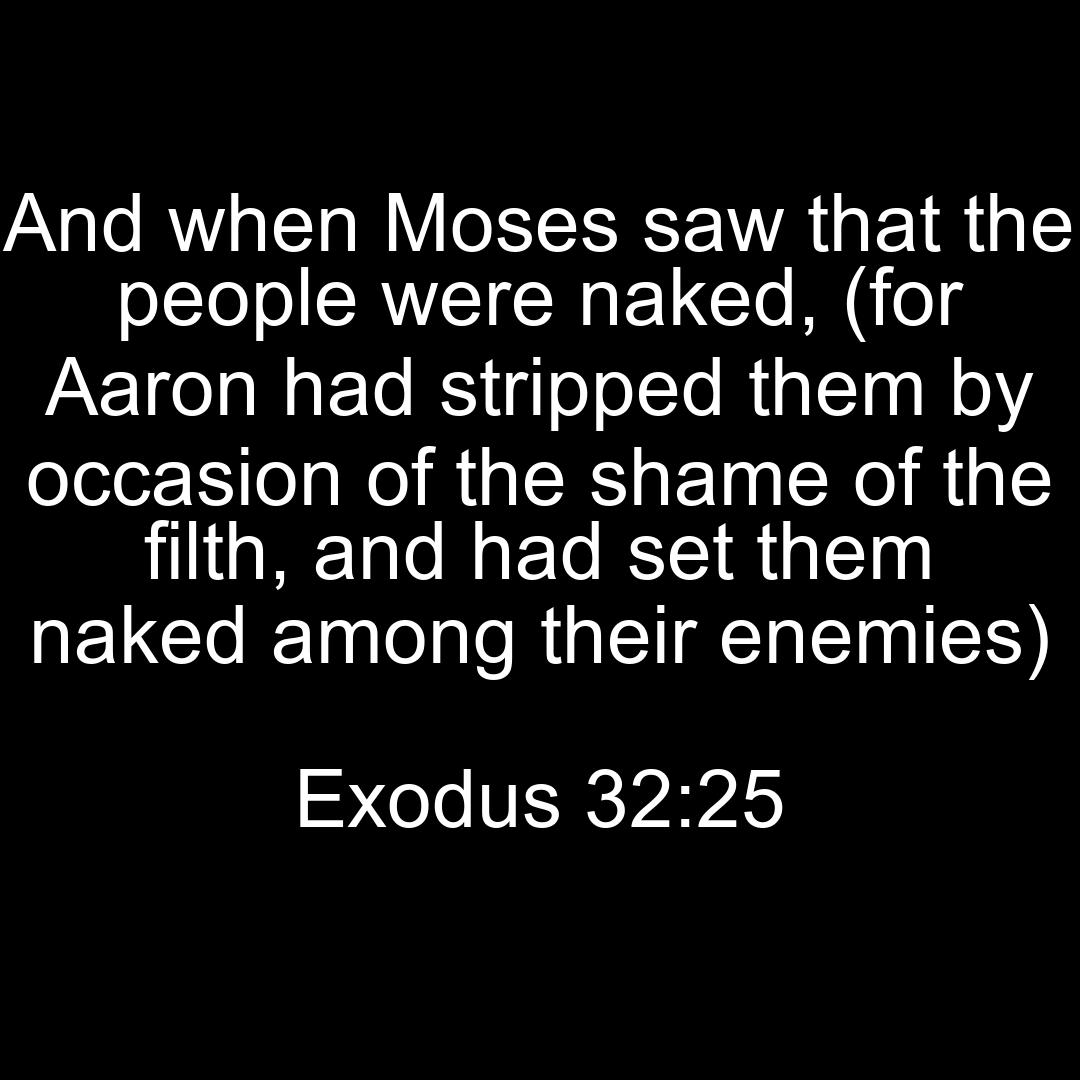 And when Moses saw that the
people were naked, (for
Aaron had stripped them by
occasion of the shame of the
filth, and had set them
naked among their enemies)
Exodus 32:25